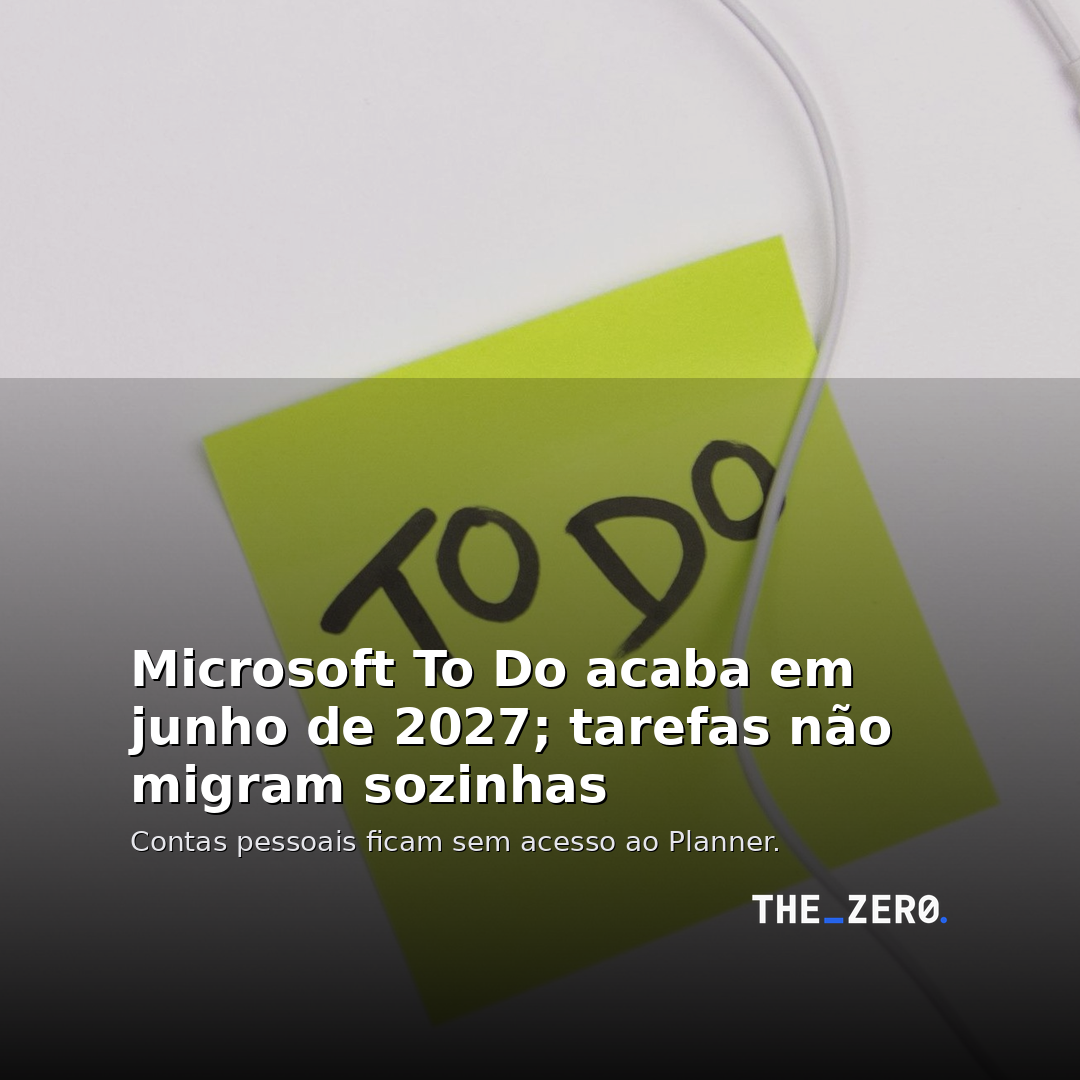 TO DO
Microsoft To Do acaba em
junho de 2027; tarefas não
migram sozinhas
Contas pessoais ficam sem acesso ao Planner.
THE_ZER0.